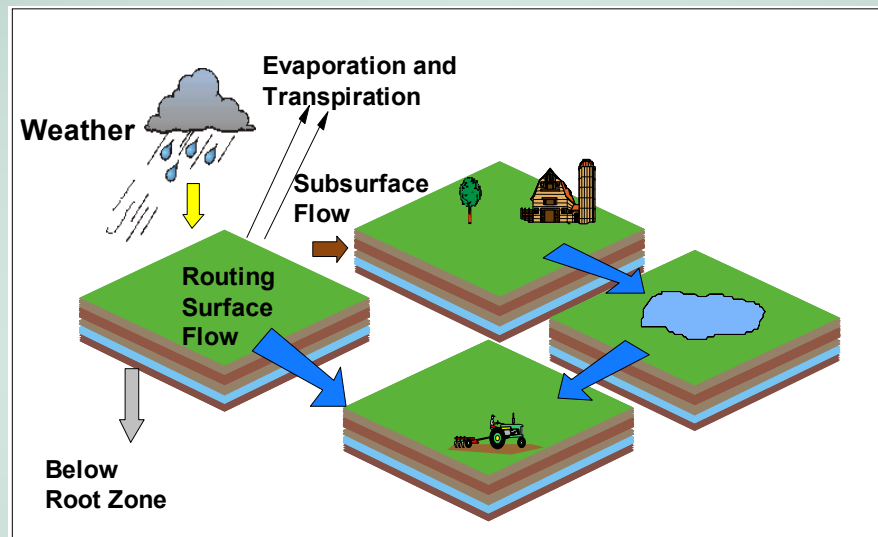 Evaporation and
Transpiration
Weather
Subsurface
Flow
Routing
Surface
Flow
Below
Root Zone